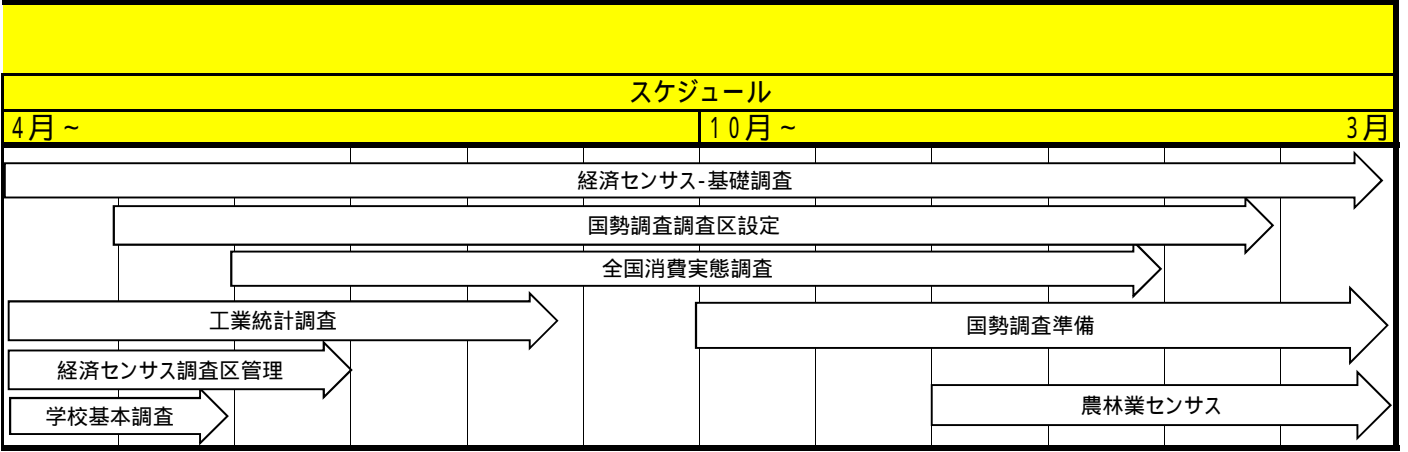 スケジュール
4月~
10月~
3月
経済センサス-基礎調査
国勢調査調査区設定
全国消費実態調査
工業統計調査
国勢調査準備
経済センサス調査区管理
農林業センサス
学校基本調査